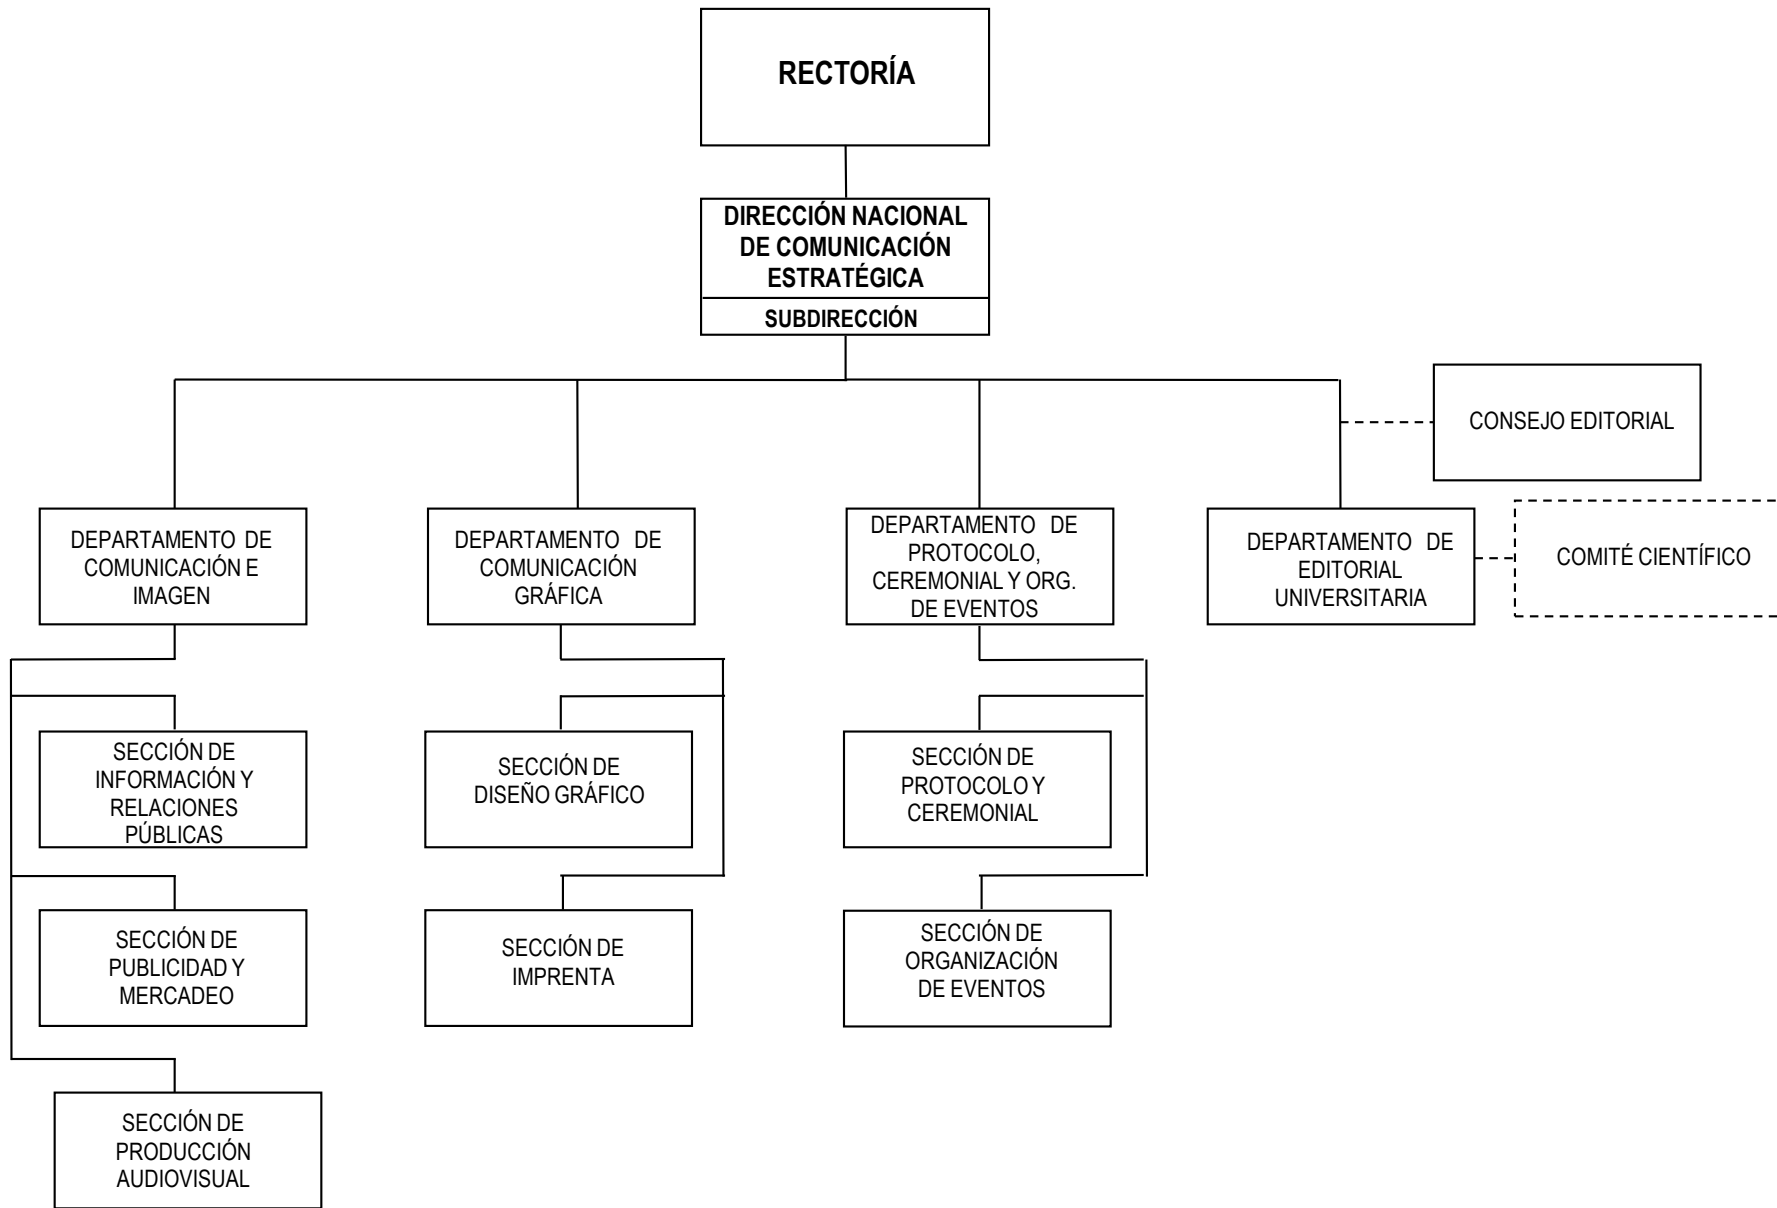 RECTORÍA
DIRECCIÓN NACIONAL
DE COMUNICACIÓN
ESTRATÉGICA
SUBDIRECCIÓN
CONSEJO EDITORIAL
DEPARTAMENTO DE
COMUNICACIÓN E
IMAGEN
DEPARTAMENTO DE
COMUNICACIÓN
GRÁFICA
DEPARTAMENTO DE
PROTOCOLO,
CEREMONIAL Y ORG.
DE EVENTOS
DEPARTAMENTO DE
EDITORIAL
UNIVERSITARIA
COMITÉ CIENTÍFICO
SECCIÓN DE
INFORMACIÓN Y
RELACIONES
PÚBLICAS
SECCIÓN DE
DISEÑO GRÁFICO
SECCIÓN DE
PROTOCOLO Y
CEREMONIAL
SECCIÓN DE
PUBLICIDAD Y
MERCADEO
SECCIÓN DE
IMPRENTA
SECCIÓN DE
ORGANIZACIÓN
DE EVENTOS
SECCIÓN DE
PRODUCCIÓN
AUDIOVISUAL